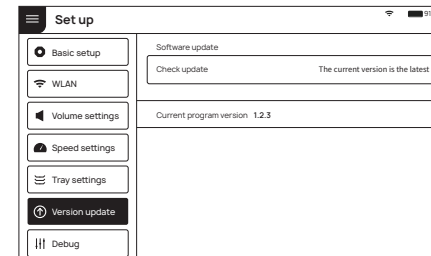 Set up
91
Basic setup
WLAN
Volume settings
Speed settings
Tray settings
Version update
Debug
Software update
Check update The current version is the latest
Current program version 1.2.3